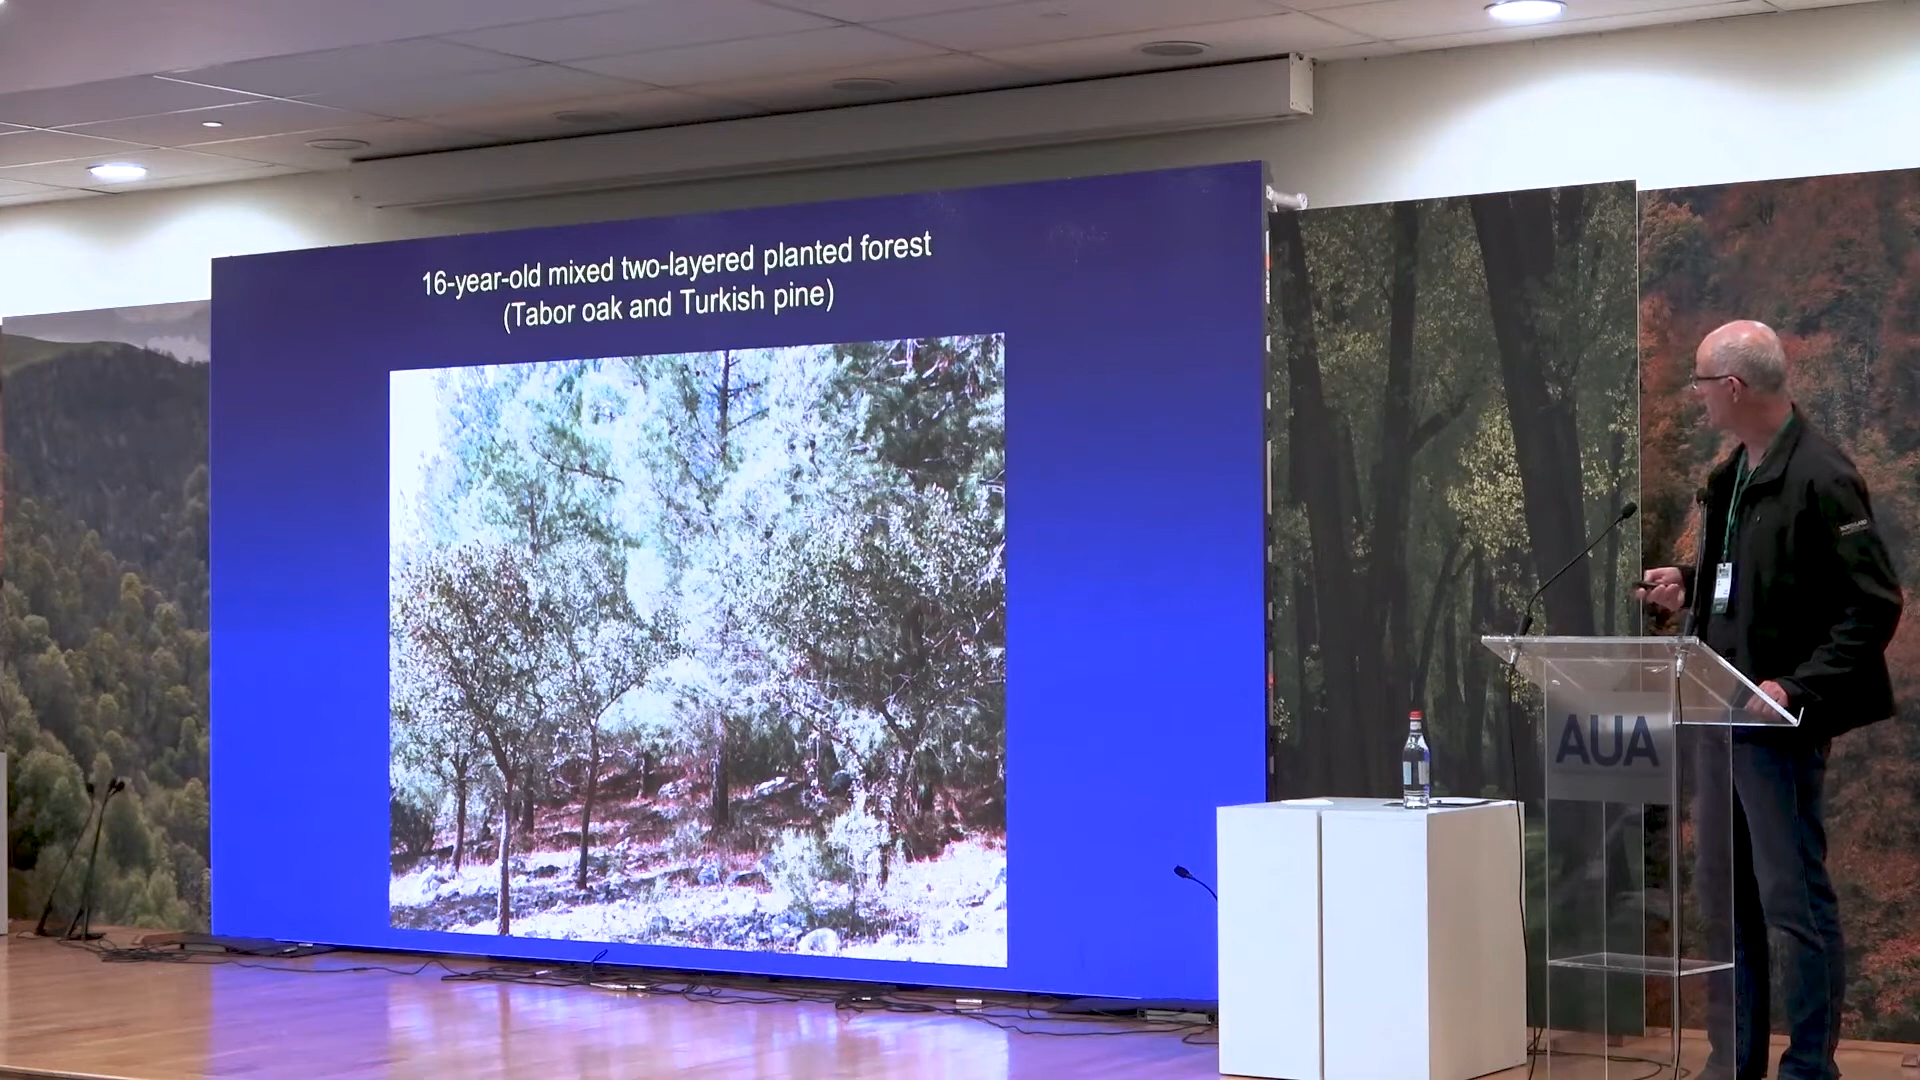 16-year-old mixed two-layered planted forest
(Tabor oak and Turkish pine)
AUA